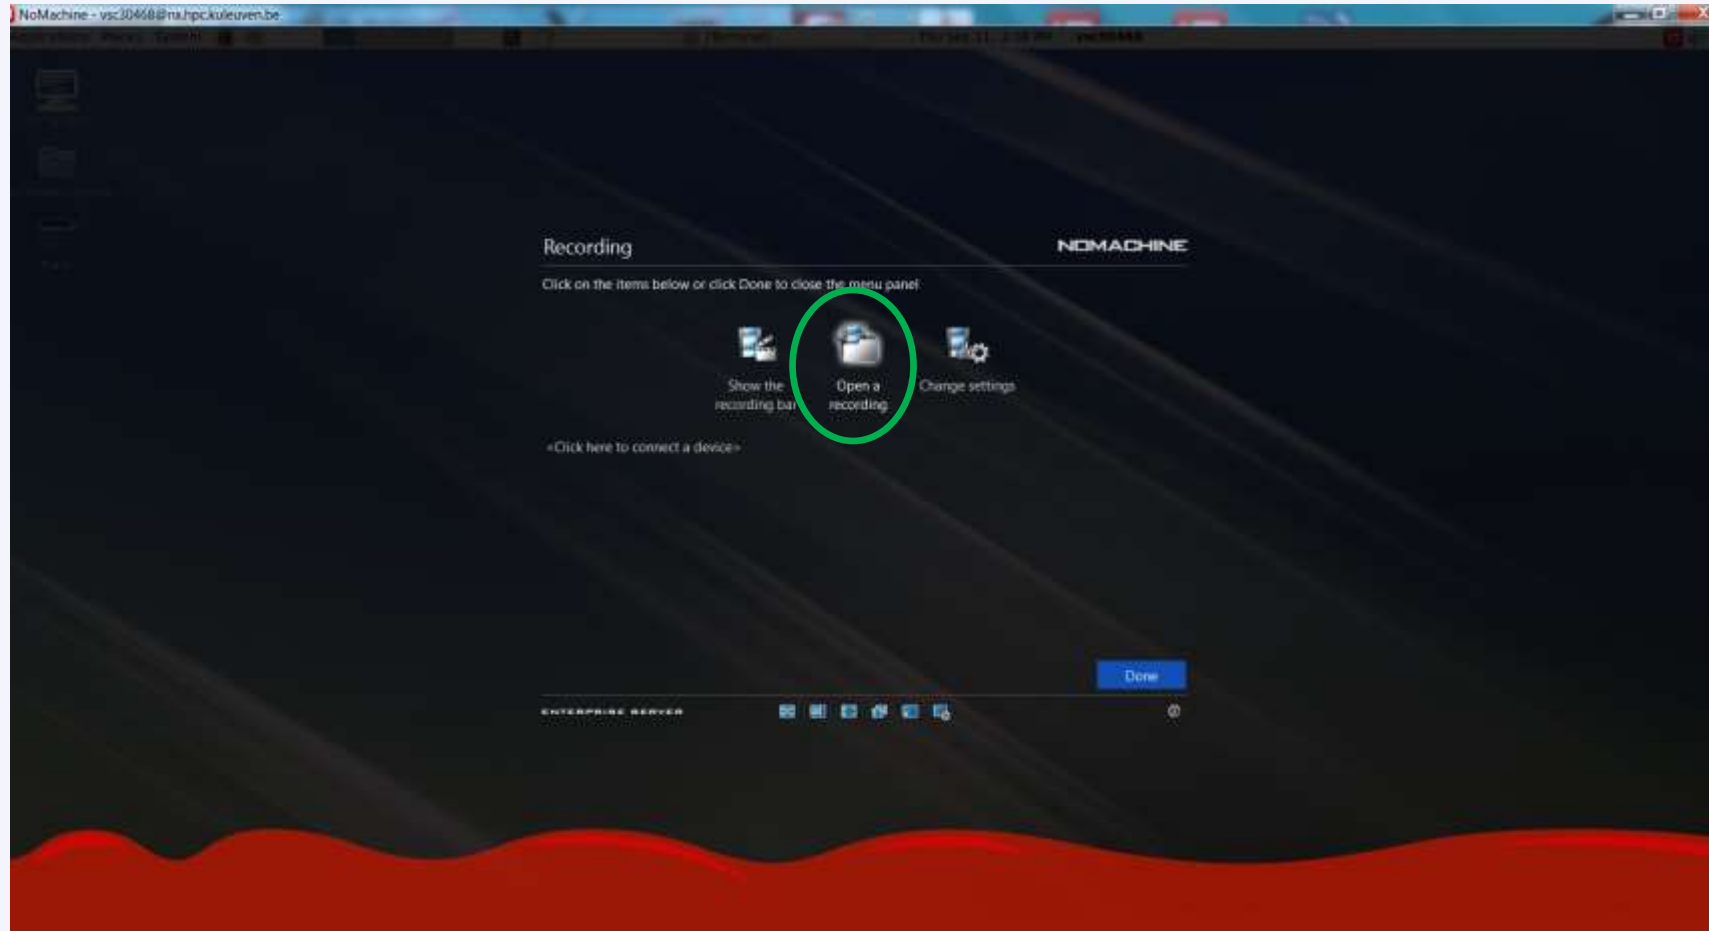 NoMachine - vsc30468@nx.hpc.kuleuven.be
Recording
NOMACHINE
Click on the items below or click Done to close the menu panel
Show the
recording bar
Open a
recording
Change settings
<Click here to connect a device>
Done
ENTERPRISE SERVER